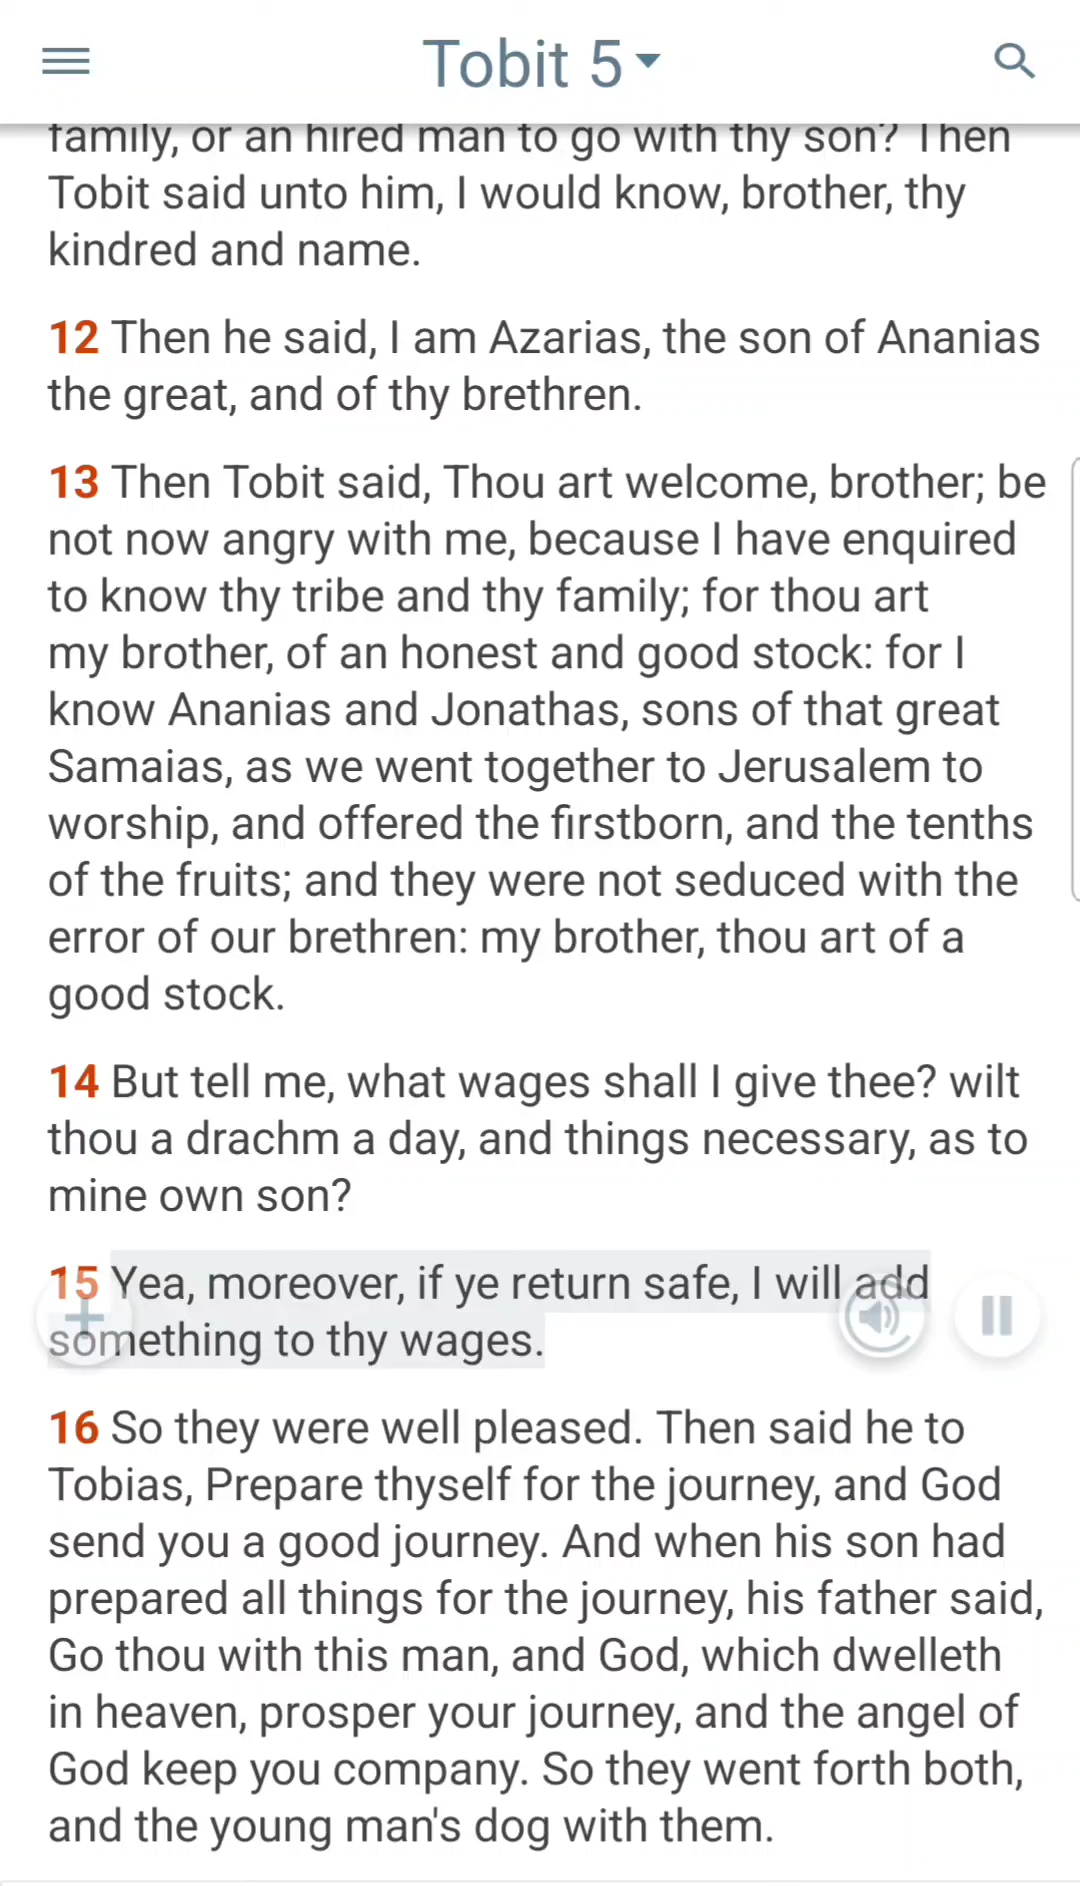 Tobit 5
family, or an hired man to go with thy son? Then
Tobit said unto him, I would know, brother, thy
kindred and name.
12 Then he said, I am Azarias, the son of Ananias
the great, and of thy brethren.
13 Then Tobit said, Thou art welcome, brother; be
not now angry with me, because I have enquired
to know thy tribe and thy family; for thou art
my brother, of an honest and good stock: for I
know Ananias and Jonathas, sons of that great
Samaias, as we went together to Jerusalem to
worship, and offered the firstborn, and the tenths
of the fruits; and they were not seduced with the
error of our brethren: my brother, thou art of a
good stock.
14 But tell me, what wages shall I give thee? wilt
thou a drachm a day, and things necessary, as to
mine own son?
15 Yea, moreover, if ye return safe, I will add
something to thy wages.
16 So they were well pleased. Then said he to
Tobias, Prepare thyself for the journey, and God
send you a good journey. And when his son had
prepared all things for the journey, his father said,
Go thou with this man, and God, which dwelleth
in heaven, prosper your journey, and the angel of
God keep you company. So they went forth both,
and the young man's dog with them.